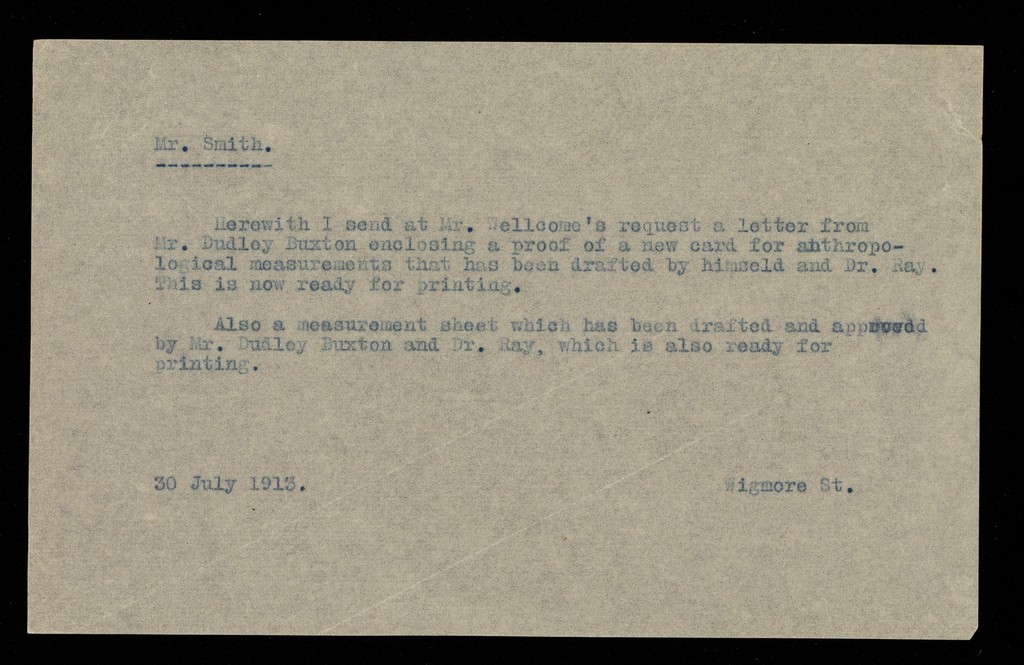 Mr. Smith.
Herewith I send at Mr. Wellcome's request a letter from
Mr. Dudley Buxton enclosing a proof of a new card for anthropo-
logical measurements that has been drafted by himseld and Dr. Ray.
This is now ready for printing.
Also a measurement sheet which has been drafted and approved
by Mr. Dudley Buxton and Dr. Ray, which is also ready for
printing.
30 July 1913.
Wigmore St.